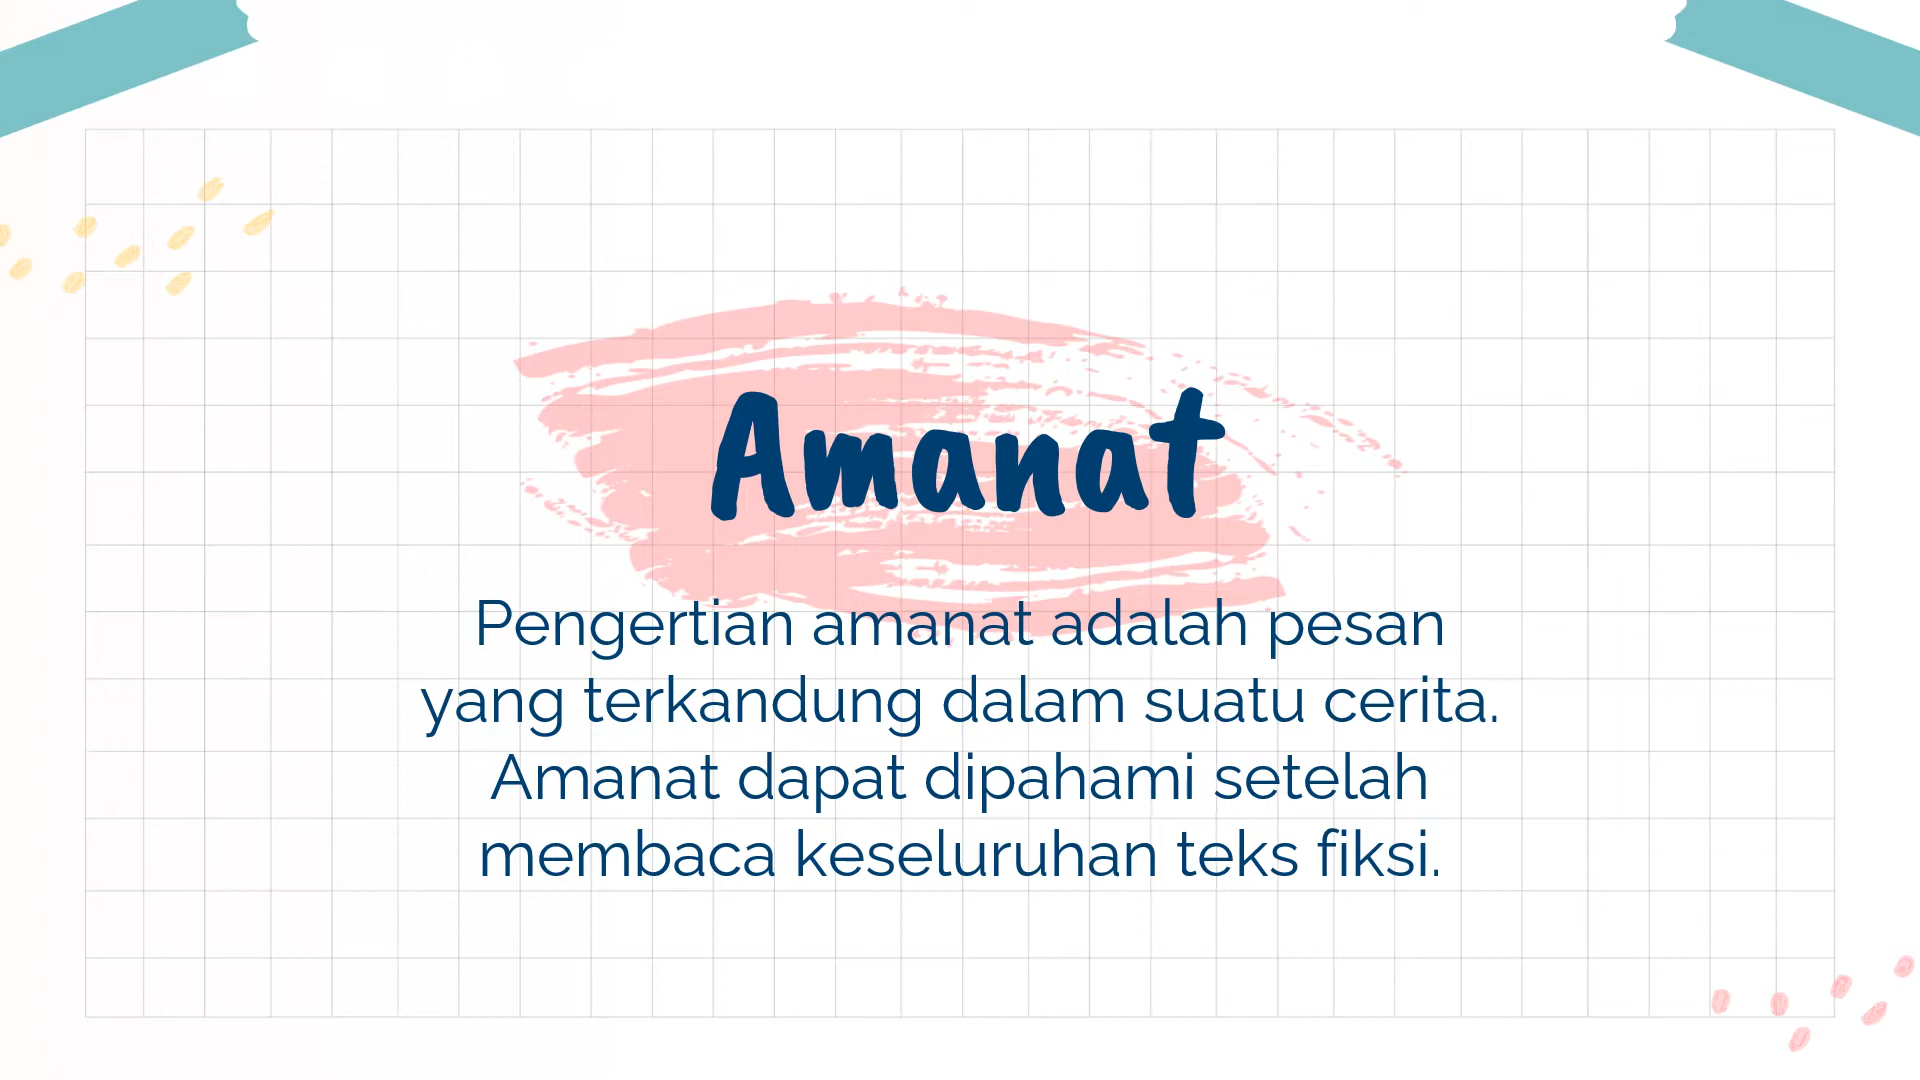 Amanat
Pengertian amanat adalah pesan
yang terkandung dalam suatu cerita.
Amanat dapat dipahami setelah
membaca keseluruhan teks fiksi.